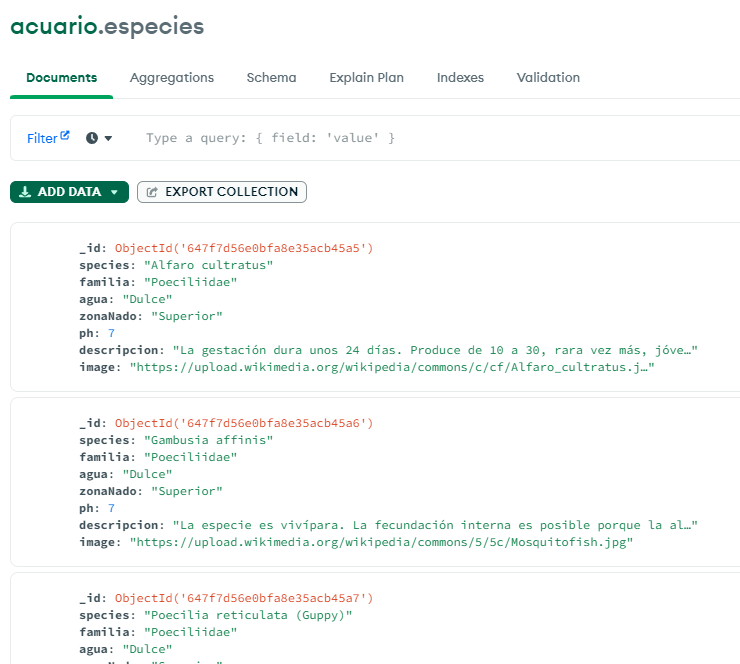 acuario.especies
Documents Aggregations Schema Explain Plan Indexes Validation
Filter Type a query: { field: 'value' }
ADD DATA EXPORT COLLECTION
_id: ObjectId('647f7d56e0bfa8e35acb45a5')
species: "Alfaro cultratus"
familia: "Poeciliidae"
agua: "Dulce"
zonaNado: "Superior"
ph: 7
descripcion: "La gestación dura unos 24 días. Produce de 10 a 30, rara vez más, jóve…"
image: "https://upload.wikimedia.org/wikipedia/commons/c/cf/Alfaro_cultratus.j…"
_id: ObjectId('647f7d56e0bfa8e35acb45a6')
species: "Gambusia affinis"
familia: "Poeciliidae"
agua: "Dulce"
zonaNado: "Superior"
ph: 7
descripcion: "La especie es vivípara. La fecundación interna es posible porque la al…"
image: "https://upload.wikimedia.org/wikipedia/commons/5/5c/Mosquitofish.jpg"
_id: ObjectId('647f7d56e0bfa8e35acb45a7')
species: "Poecilia reticulata (Guppy)"
familia: "Poeciliidae"
agua: "Dulce"